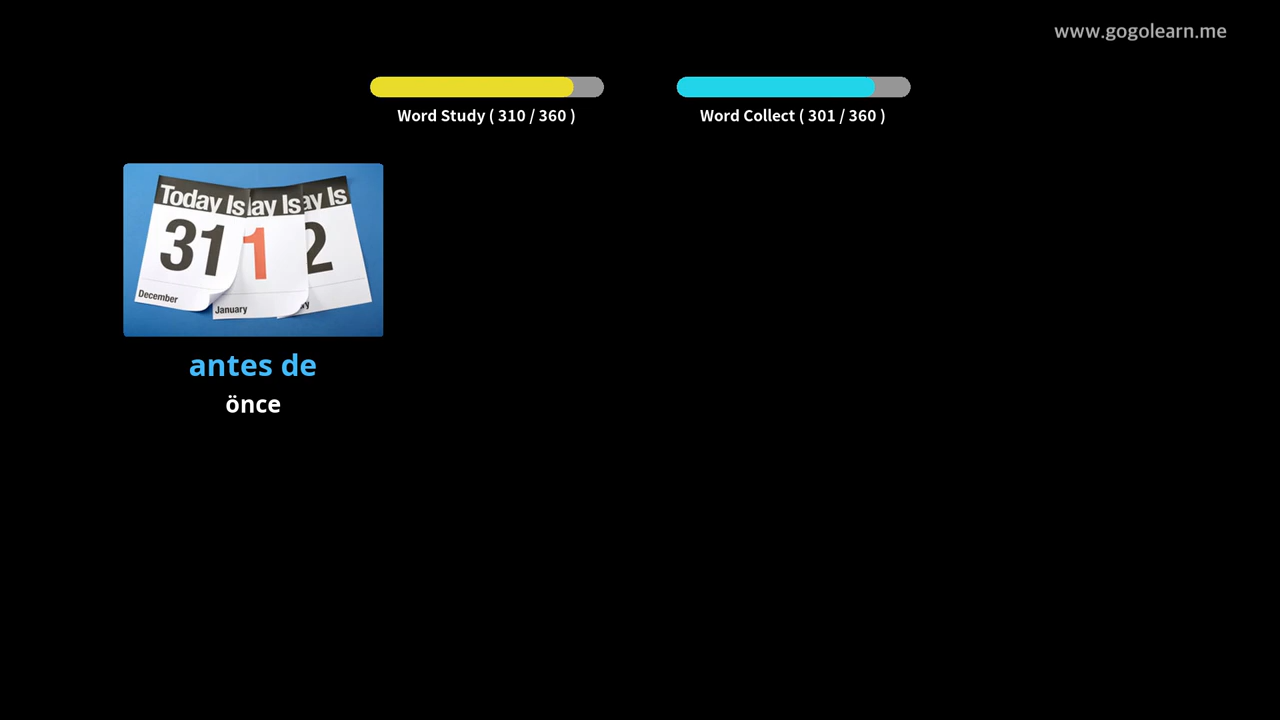 www.gogolearn.me
Word Study ( 310 / 360 )
Word Collect ( 301 / 360 )
Today Is
ay Is
ay Is
31
1
2
December
January
ry
antes de
önce